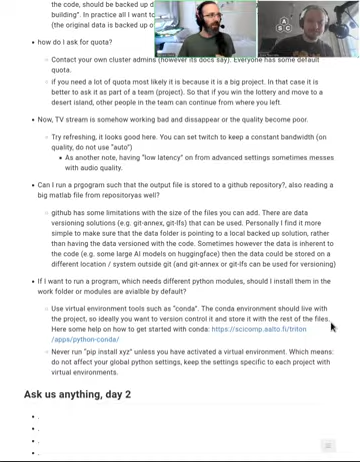 the code, should be backed up d
building". In practice all I want to
(the original data is backed up o
• how do I ask for quota?
○ Contact your own cluster admins (however its docs say). Everyone has some default
quota.
○ if you need a lot of quota most likely it is because it is a big project. In that case it is
better to ask it as part of a team (project). So that if you win the lottery and move to a
desert island, other people in the team can continue from where you left.
• Now, TV stream is somehow working bad and dissappear or the quality become poor.
○ Try refreshing, it looks good here. You can set twitch to keep a constant bandwidth (on
quality, do not use "auto")
▪ As another note, having "low latency" on from advanced settings sometimes messes
with audio quality.
• Can I run a prgogram such that the output file is stored to a github repository?, also reading a
big matlab file from repositoryas well?
○ github has some limitations with the size of the files you can add. There are data
versioning solutions (e.g. git-annex, git-lfs) that can be used. Personally I find it more
simple to make sure that the data folder is pointing to a local backed up solution, rather
than having the data versioned with the code. Sometimes however the data is inherent to
the code (e.g. some large AI models on huggingface) then the data could be stored on a
different location / system outside git (and git-annex or git-lfs can be used for versioning)
• If I want to run a program, which needs different python modules, should I install them in the
work folder or modules are avialble by default?
○ Use virtual environment tools such as "conda". The conda environment should live with
the project, so ideally you want to version control it and store it with the rest of the files.
Here some help on how to get started with conda: https://scicomp.aalto.fi/triton
/apps/python-conda/
○ Never run "pip install xyz" unless you have activated a virtual environment. Which means:
do not affect your global python settings, keep the settings specific to each project with
virtual environments.
Ask us anything, day 2
• .
• .
• .
• .